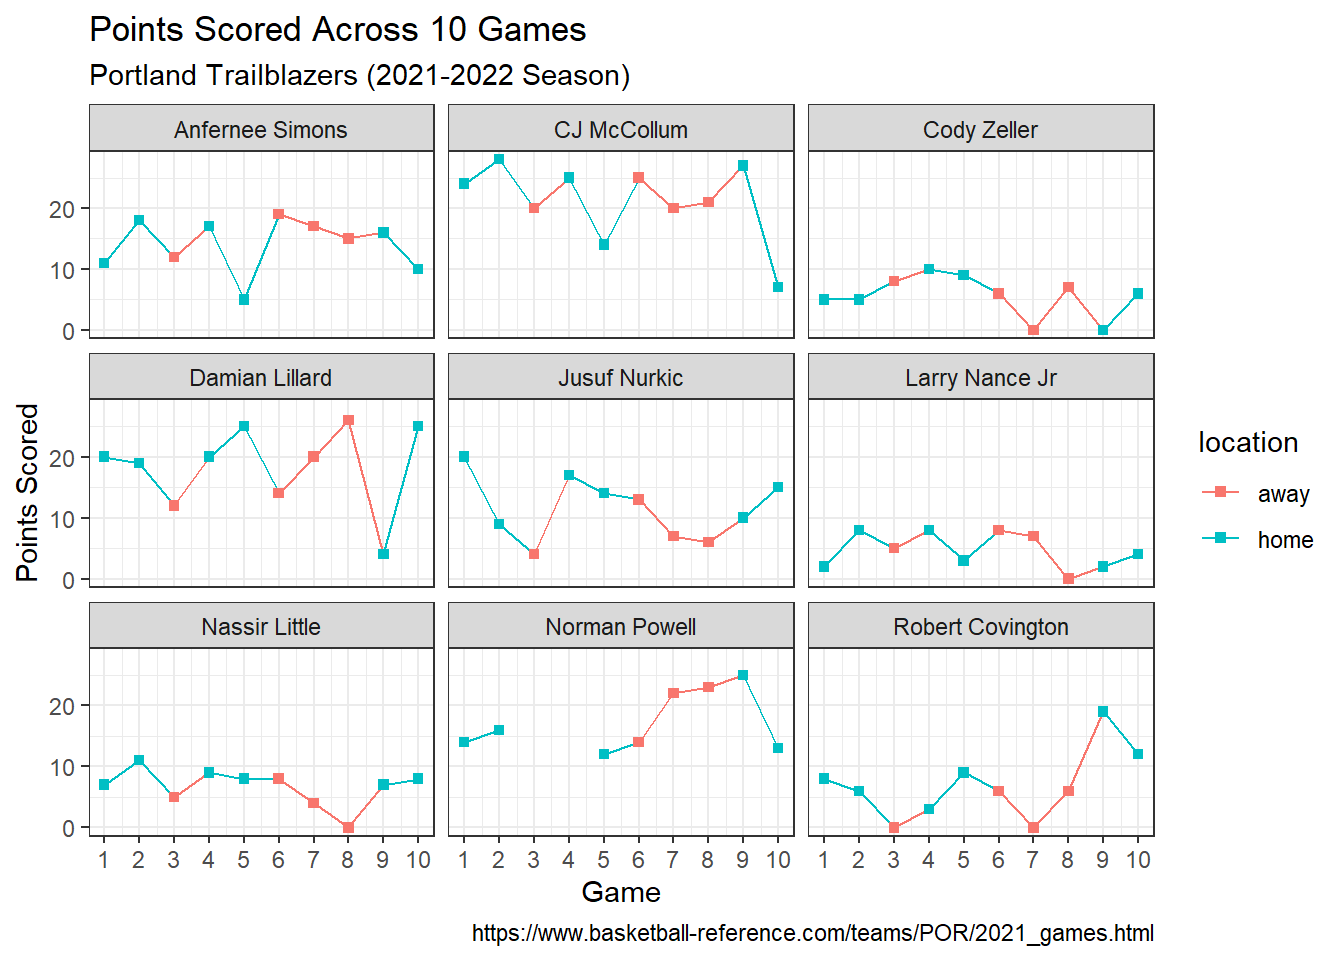 Points Scored Across 10 Games
Portland Trailblazers (2021-2022 Season)
Anfernee Simons
CJ McCollum
Cody Zeller
20
10
0
Damian Lillard
Jusuf Nurkic
Larry Nance Jr
20
10
0
Points Scored
location
away
home
Nassir Little
Norman Powell
Robert Covington
20
10
0
1 2 3 4 5 6 7 8 9 10
1 2 3 4 5 6 7 8 9 10
1 2 3 4 5 6 7 8 9 10
Game
https://www.basketball-reference.com/teams/POR/2021_games.html